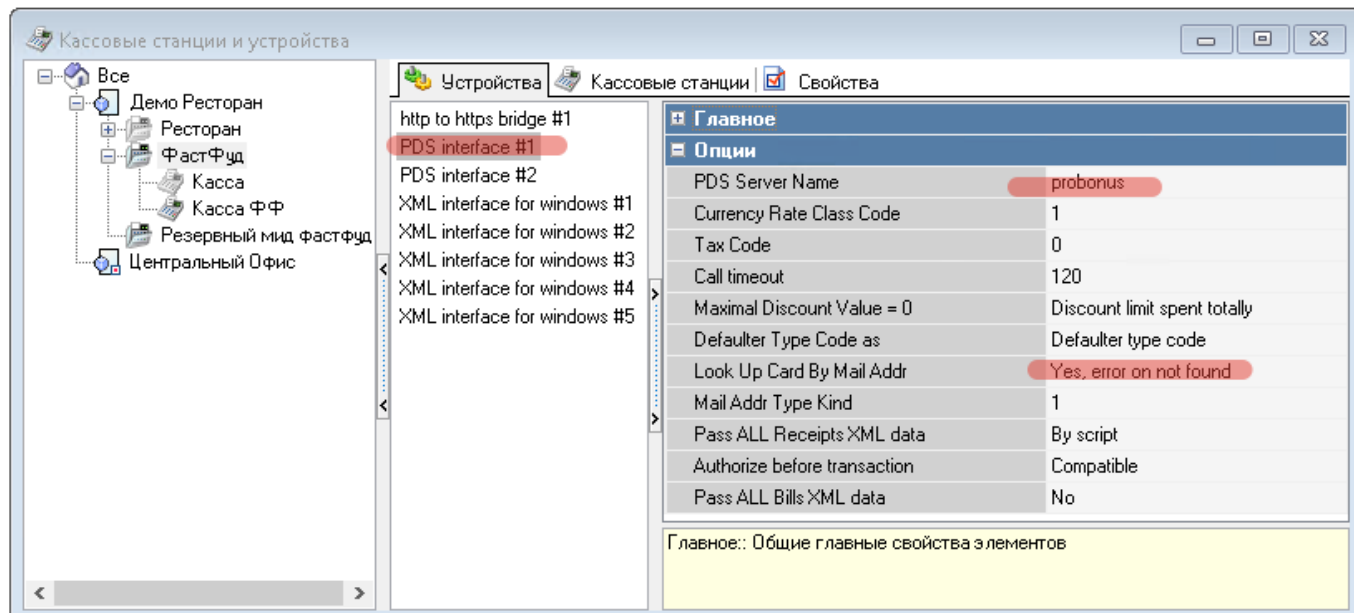 Кассовые станции и устройства
Все
Демо Ресторан
Ресторан
ФастФуд
Касса
Касса ФФ
Резервный мид фастфуд
Центральный Офис
Устройства Кассовые станции Свойства
http to https bridge #1
PDS interface #1
PDS interface #2
XML interface for windows #1
XML interface for windows #2
XML interface for windows #3
XML interface for windows #4
XML interface for windows #5
Главное
Опции
PDS Server Name probonus
Currency Rate Class Code 1
Tax Code 0
Call timeout 120
Maximal Discount Value = 0 Discount limit spent totally
Defaulter Type Code as Defaulter type code
Look Up Card By Mail Addr Yes, error on not found
Mail Addr Type Kind 1
Pass ALL Receipts XML data By script
Authorize before transaction Compatible
Pass ALL Bills XML data No
Главное:: Общие главные свойства элементов